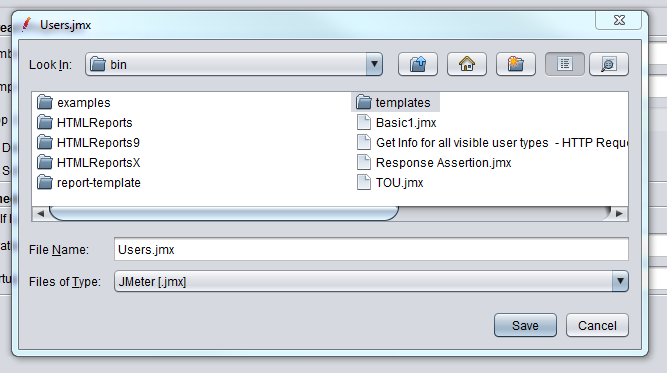 Users.jmx
Look In: bin
examples
HTMLReports
HTMLReports9
HTMLReportsX
report-template
templates
Basic1.jmx
Get Info for all visible user types - HTTP Reque
Response Assertion.jmx
TOU.jmx
File Name: Users.jmx
Files of Type: JMeter [.jmx]
Save Cancel